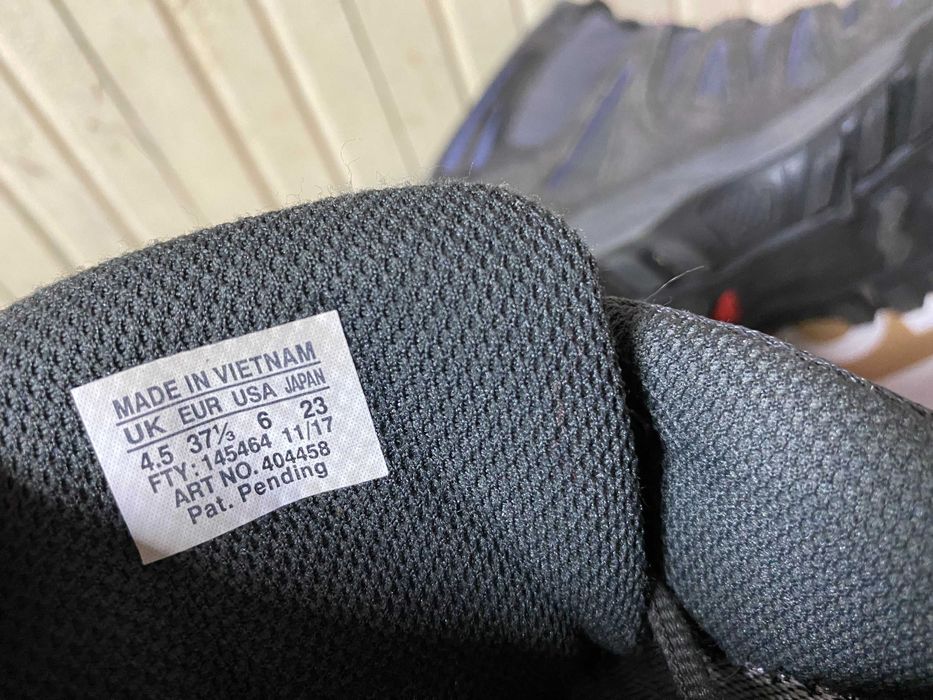 MADE IN VIETNAM
UK EUR USA JAPAN
4.5 37⅓ 6 23
FTY: 145464 11/17
ART NO. 404458
Pat. Pending